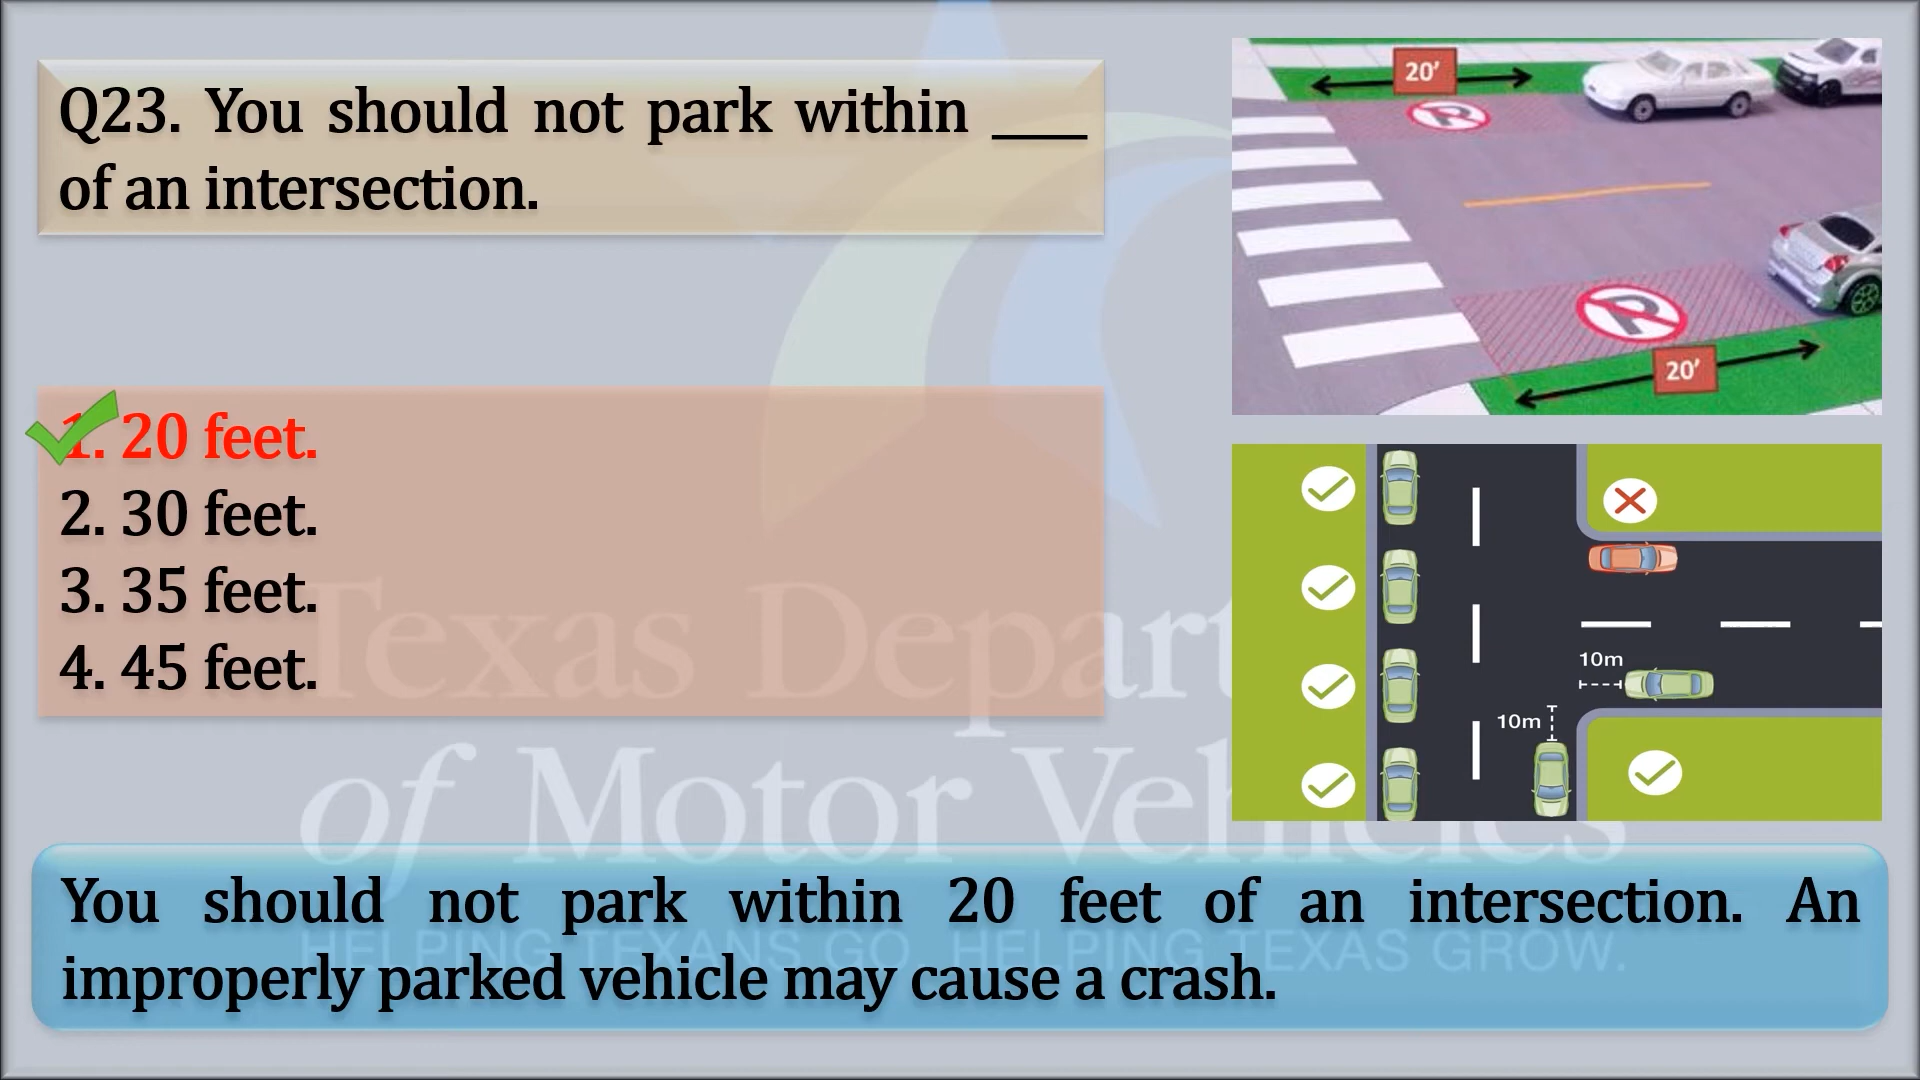 Q23. You should not park within ____
of an intersection.
20'
20'
1. 20 feet.
2. 30 feet.
3. 35 feet.
4. 45 feet.
10m
10m
Texas Depart
of Motor Vehicles
HELPING TEXANS GO. HELPING TEXAS GROW.
You should not park within 20 feet of an intersection. An
improperly parked vehicle may cause a crash.